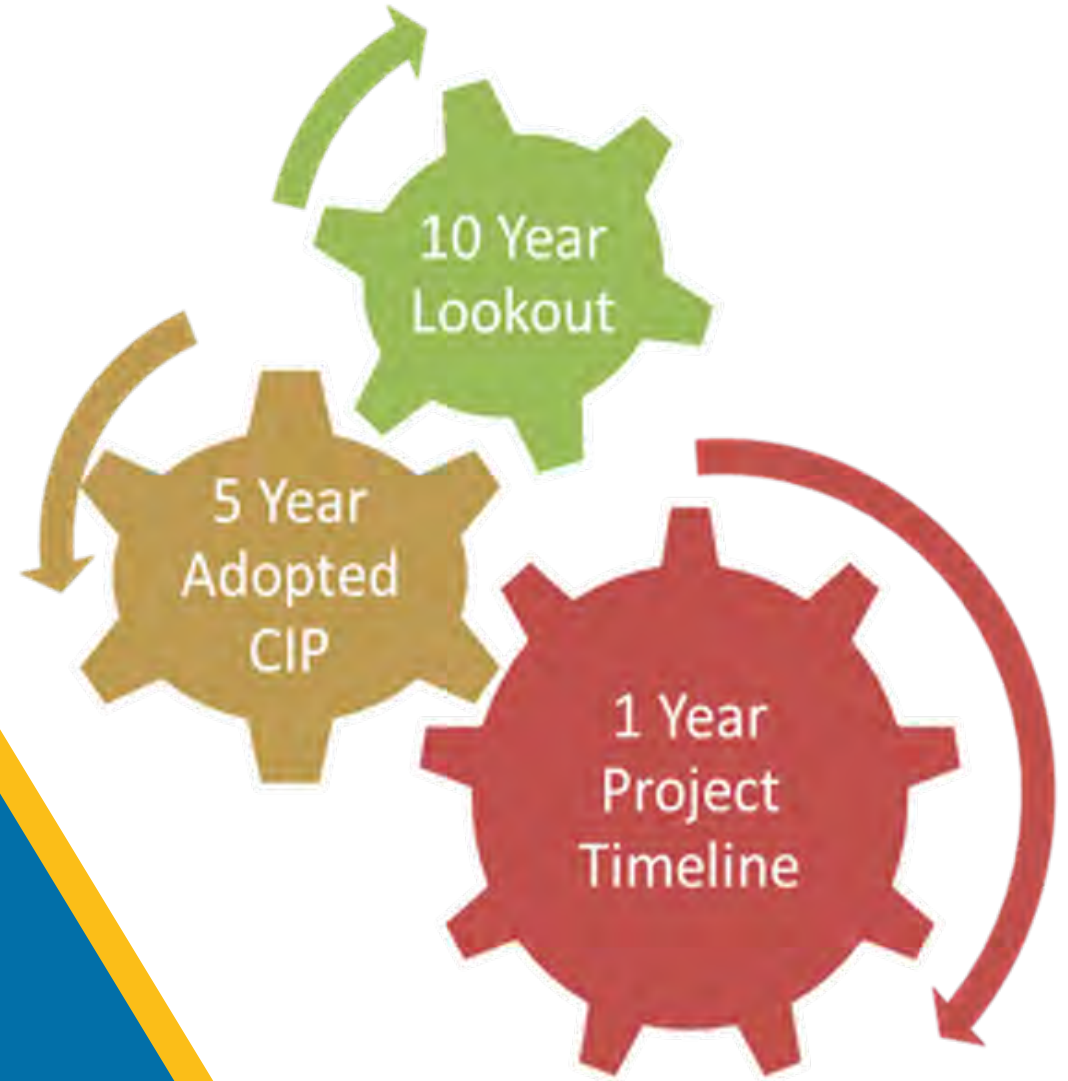 10 Year
Lookout
5 Year
Adopted
CIP
1 Year
Project
Timeline